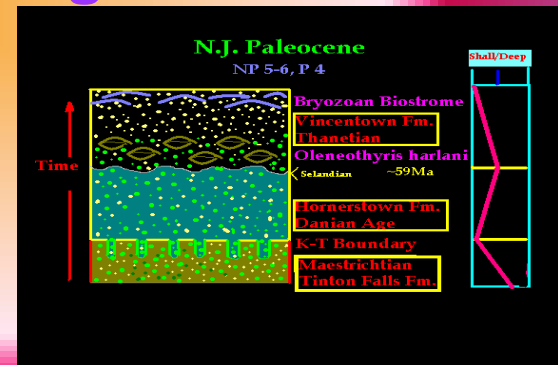 N.J. Paleocene
NP 5-6, P 4
Shall/Deep
Bryozoan Biostrome
Vincentown Fm.
Thanetian
Oleneothyris harlani
Time
Selandian ~59Ma
Hornerstown Fm.
Danian Age
K-T Boundary
Maestrichtian
Tinton Falls Fm.